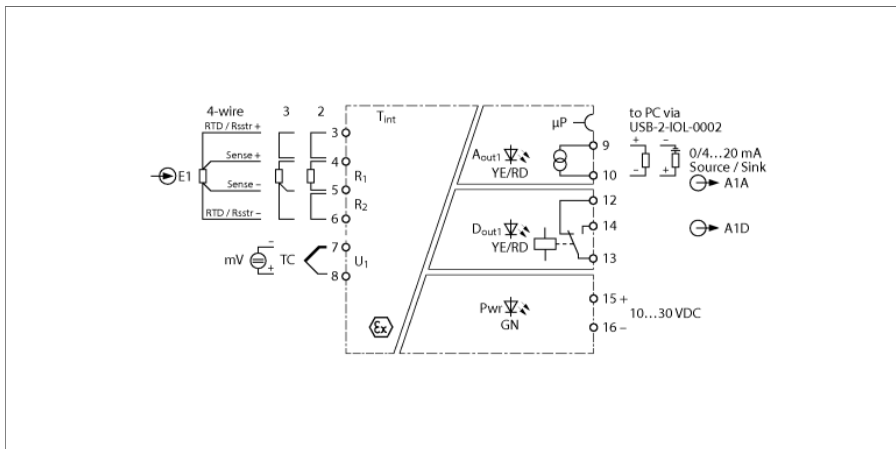 4-wire 3 2
RTD / Rsstr +
Sense +
Sense –
RTD / Rsstr –
E1
mV
–
+
TC
T int
3
4
R1
5
R2
6
7
U1
8
Ex
µP
to PC via
USB-2-IOL-0002
Aout1
YE/RD
9
10
+ –
– +
0/4...20 mA
Source / Sink
A1A
Dout1
YE/RD
12
14
13
A1D
Pwr
GN
15 +
10...30 VDC
16 –